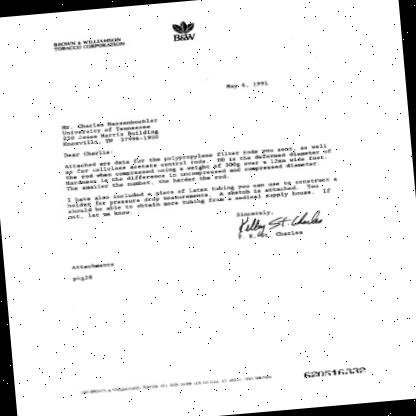 BROWN & WILLIAMSON
TOBACCO CORPORATION
B&W
May 6, 1991
Mr. Charles Hassenboehler
University of Tennessee
220 Jesse Harris Building
Knoxville, TN 37996-1900
Dear Charlie:
Attached are data for the polypropylene filter rods you sent, as well
as for cellulose acetate control rods. DD is the deformed diameter of
the rod when compressed using a weight of 300g over a 12mm wide foot.
Hardness is the difference in uncompressed and compressed diameter.
The smaller the number, the harder the rod.
I have also included a piece of latex tubing you can use to construct a
holder for pressure drop measurements. A sketch is attached. You
should be able to obtain more tubing from a medical supply house. If
not, let me know.
Sincerely,
Kelley St. Charles
F. K. St. Charles
Attachments
620516332